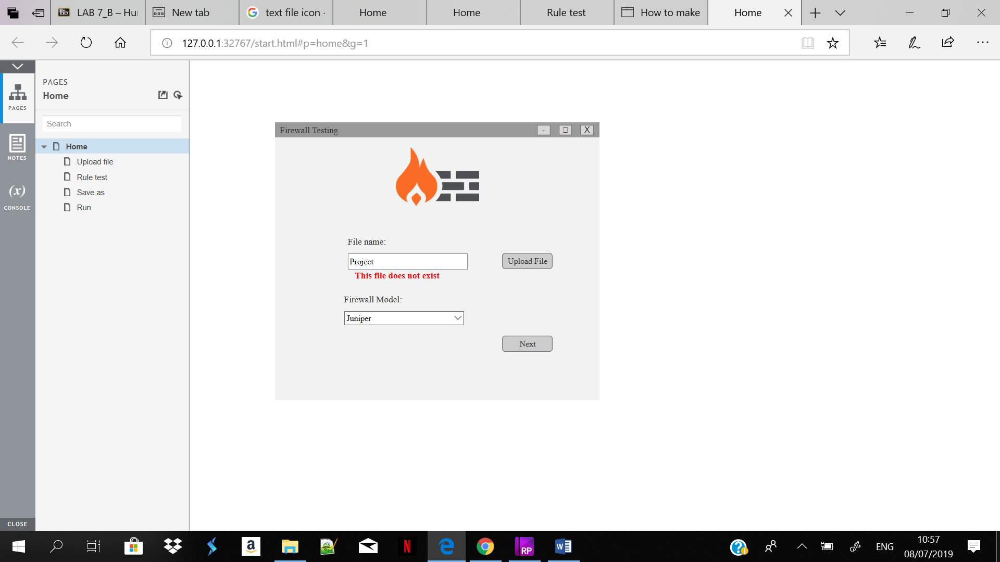 LAB 7_B – Hu
New tab
text file icon -
Home
Home
Rule test
How to make
Home
127.0.0.1:32767/start.html#p=home&g=1
PAGES
Home
PAGES
Search
NOTES
Home
Upload file
Rule test
Save as
Run
(x)
CONSOLE
Firewall Testing
-
X
File name:
Project
Upload File
This file does not exist
Firewall Model:
Juniper
Next
CLOSE
Bb
a
N
RP
W
?
ENG
10:57
08/07/2019